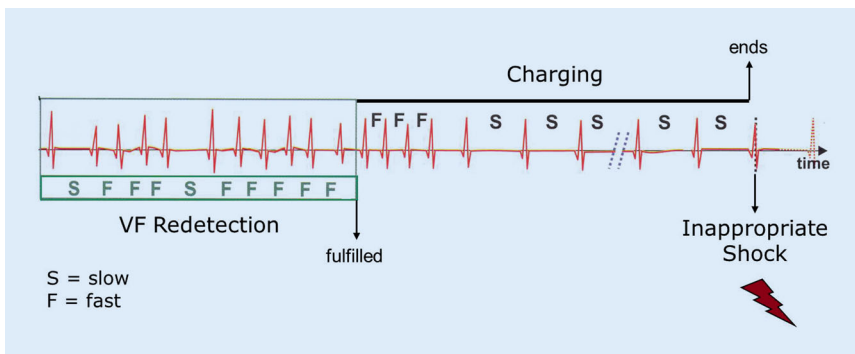 ends
Charging
F F F S S S S S
time
S F F F S F F F F F
VF Redetection
fulfilled
Inappropriate
Shock
S = slow
F = fast